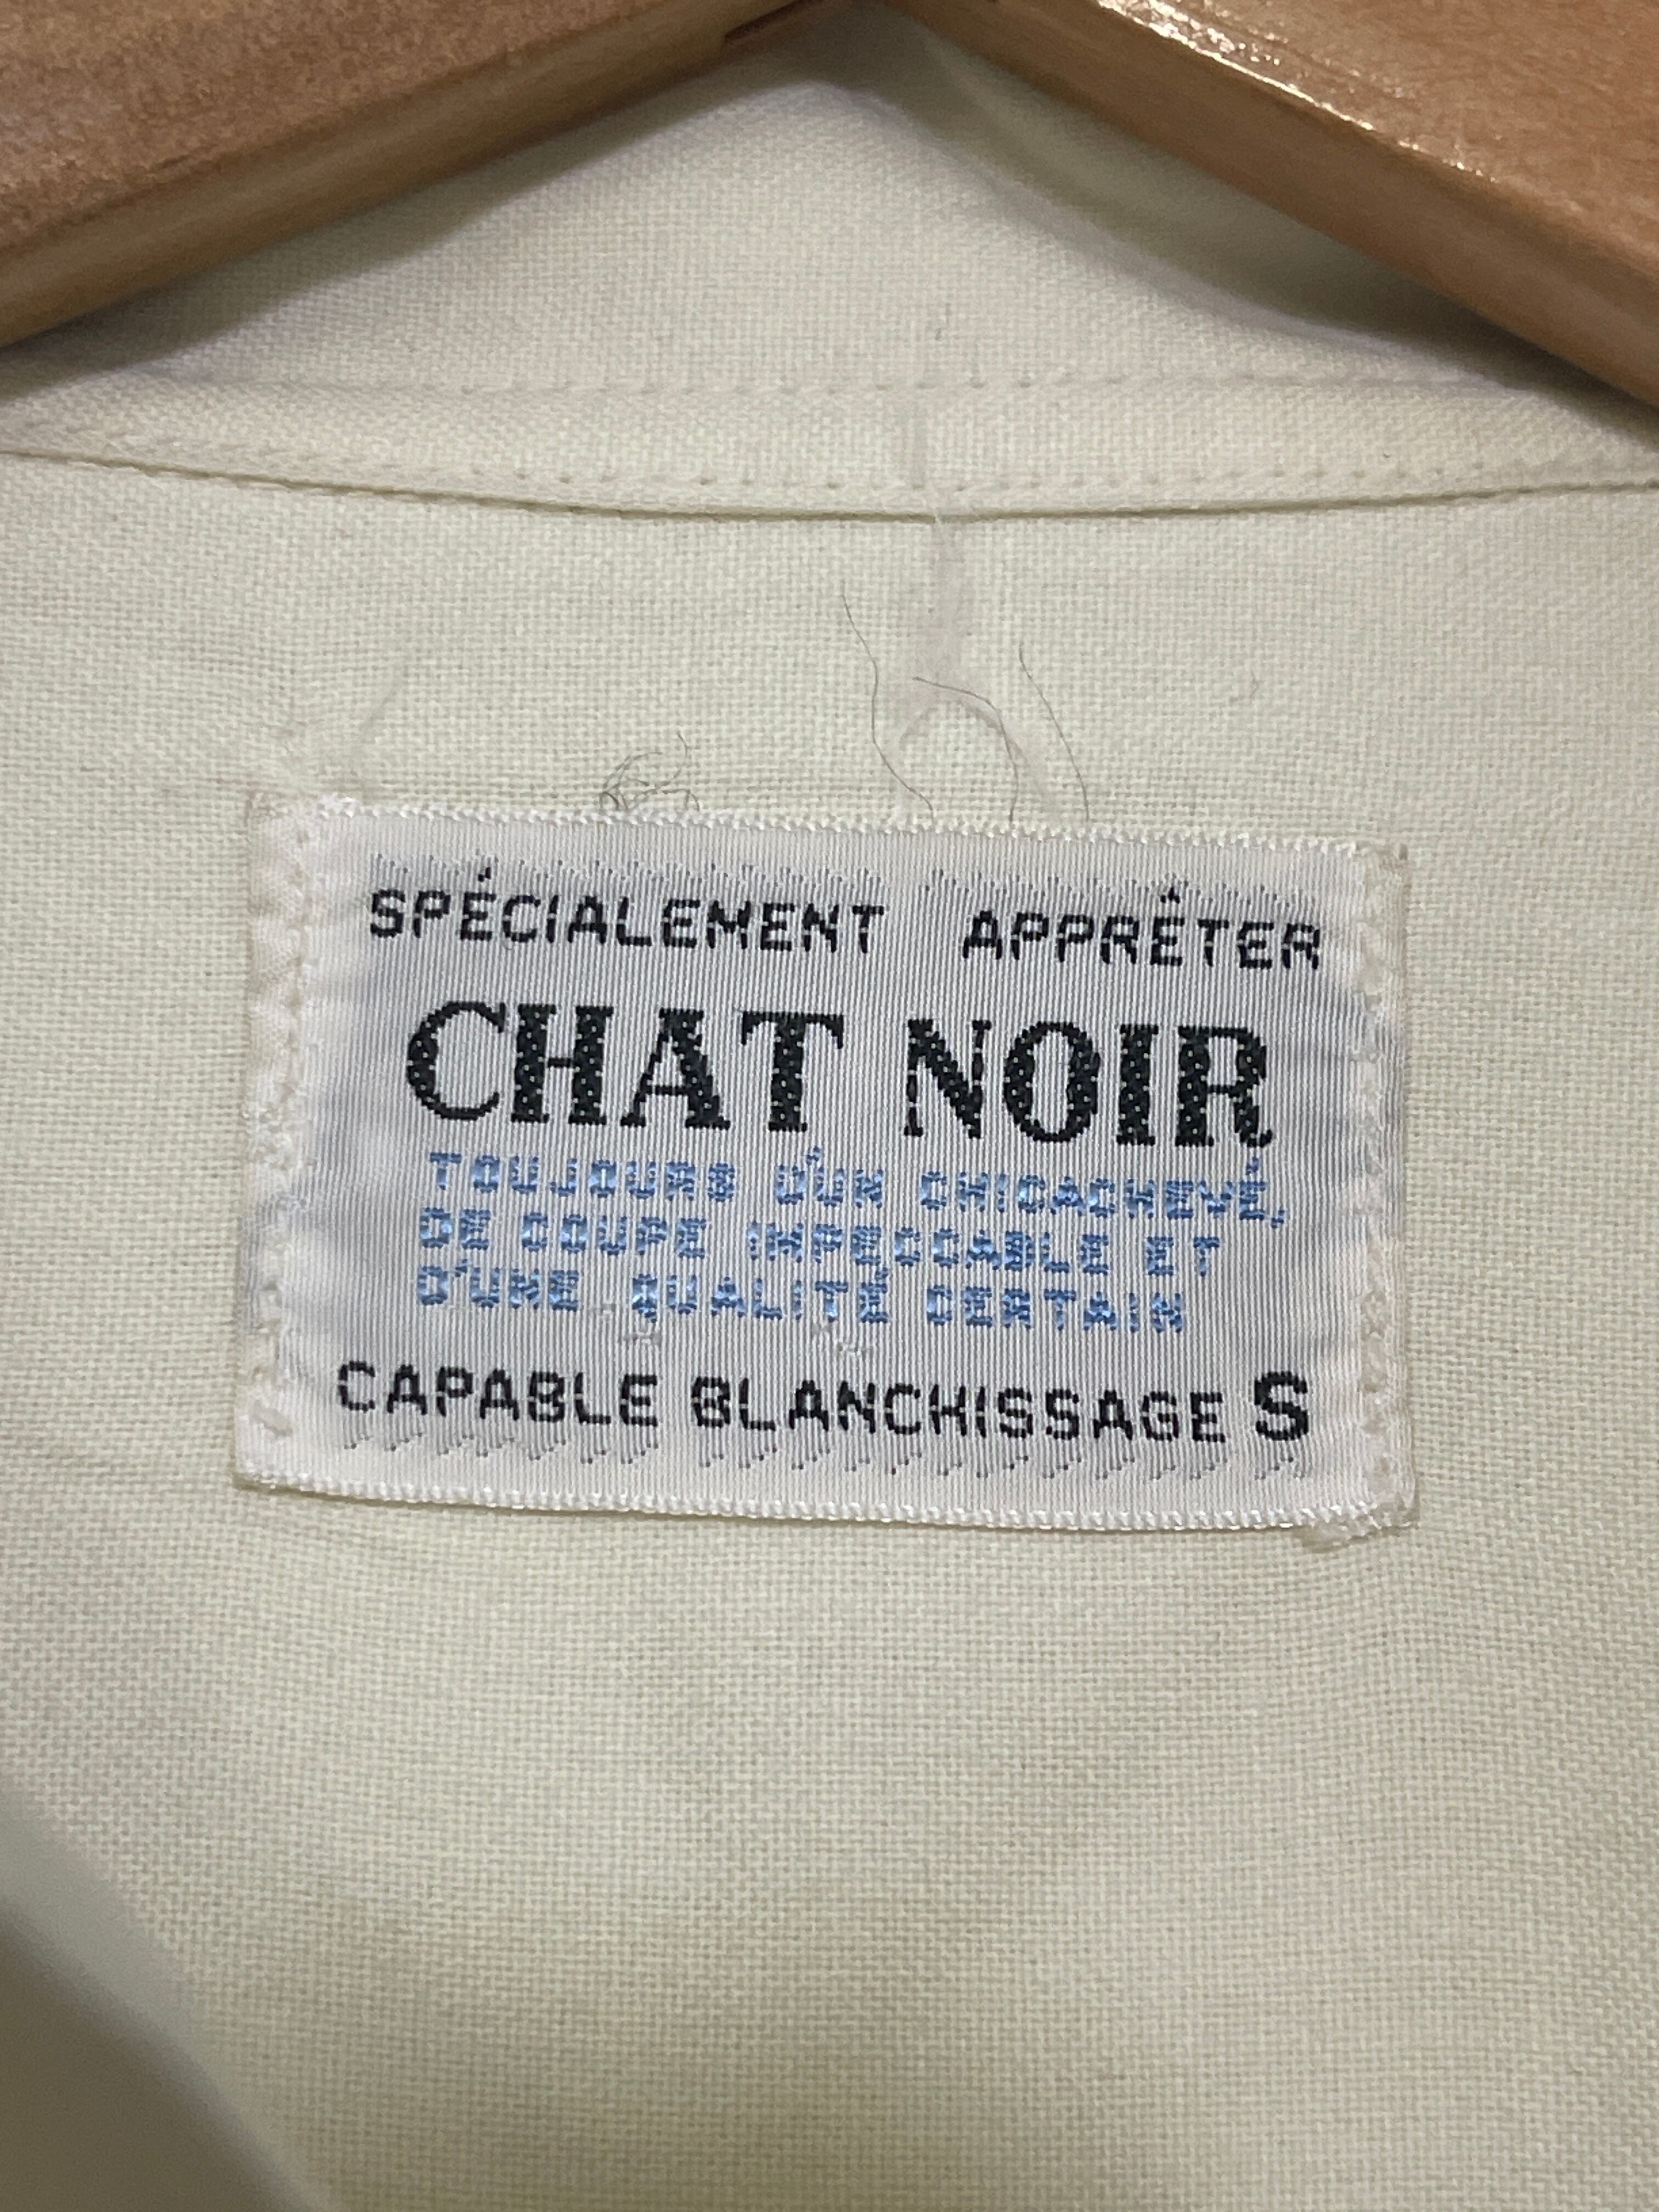 SPÉCIALEMENT APPRÊTER
CHAT NOIR
TOUJOURS D'UN CHICACHEVÉ,
DE COUPE IMPECCABLE ET
D'UNE QUALITÉ CERTAIN
CAPABLE BLANCHISSAGE S